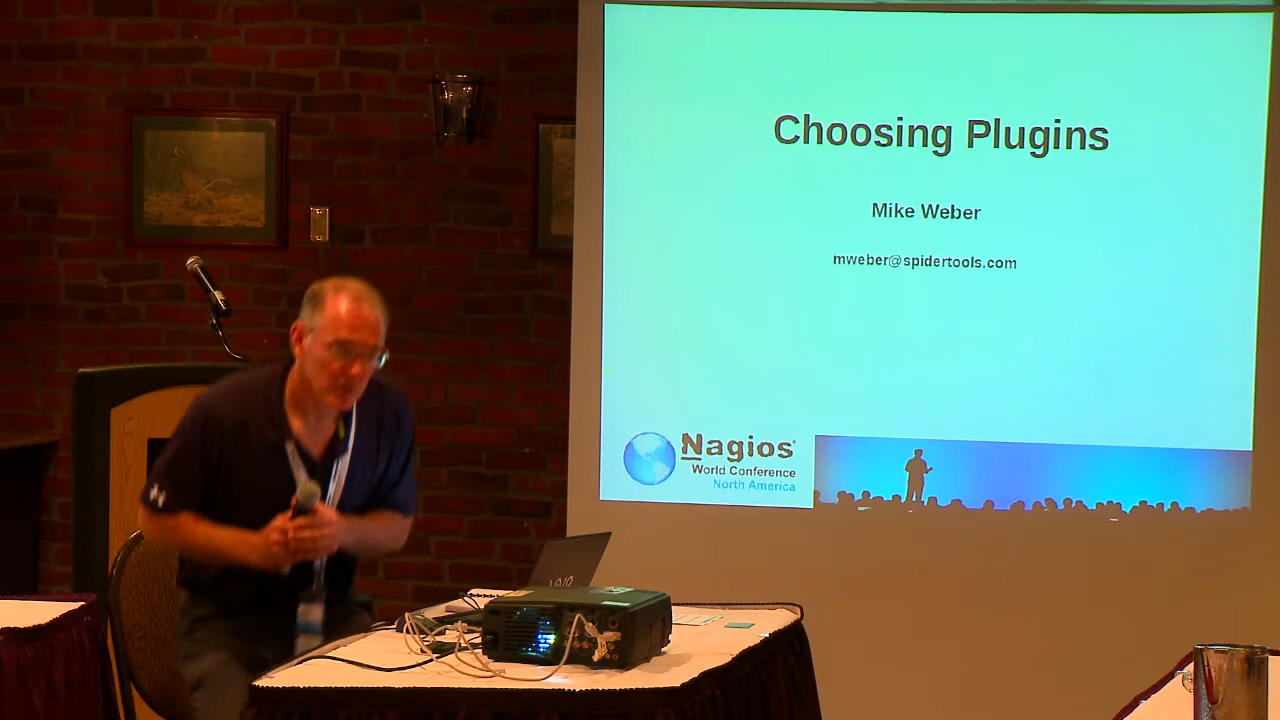 Choosing Plugins
Mike Weber
mweber@spidertools.com
Nagios®
World Conference
North America
VAIO